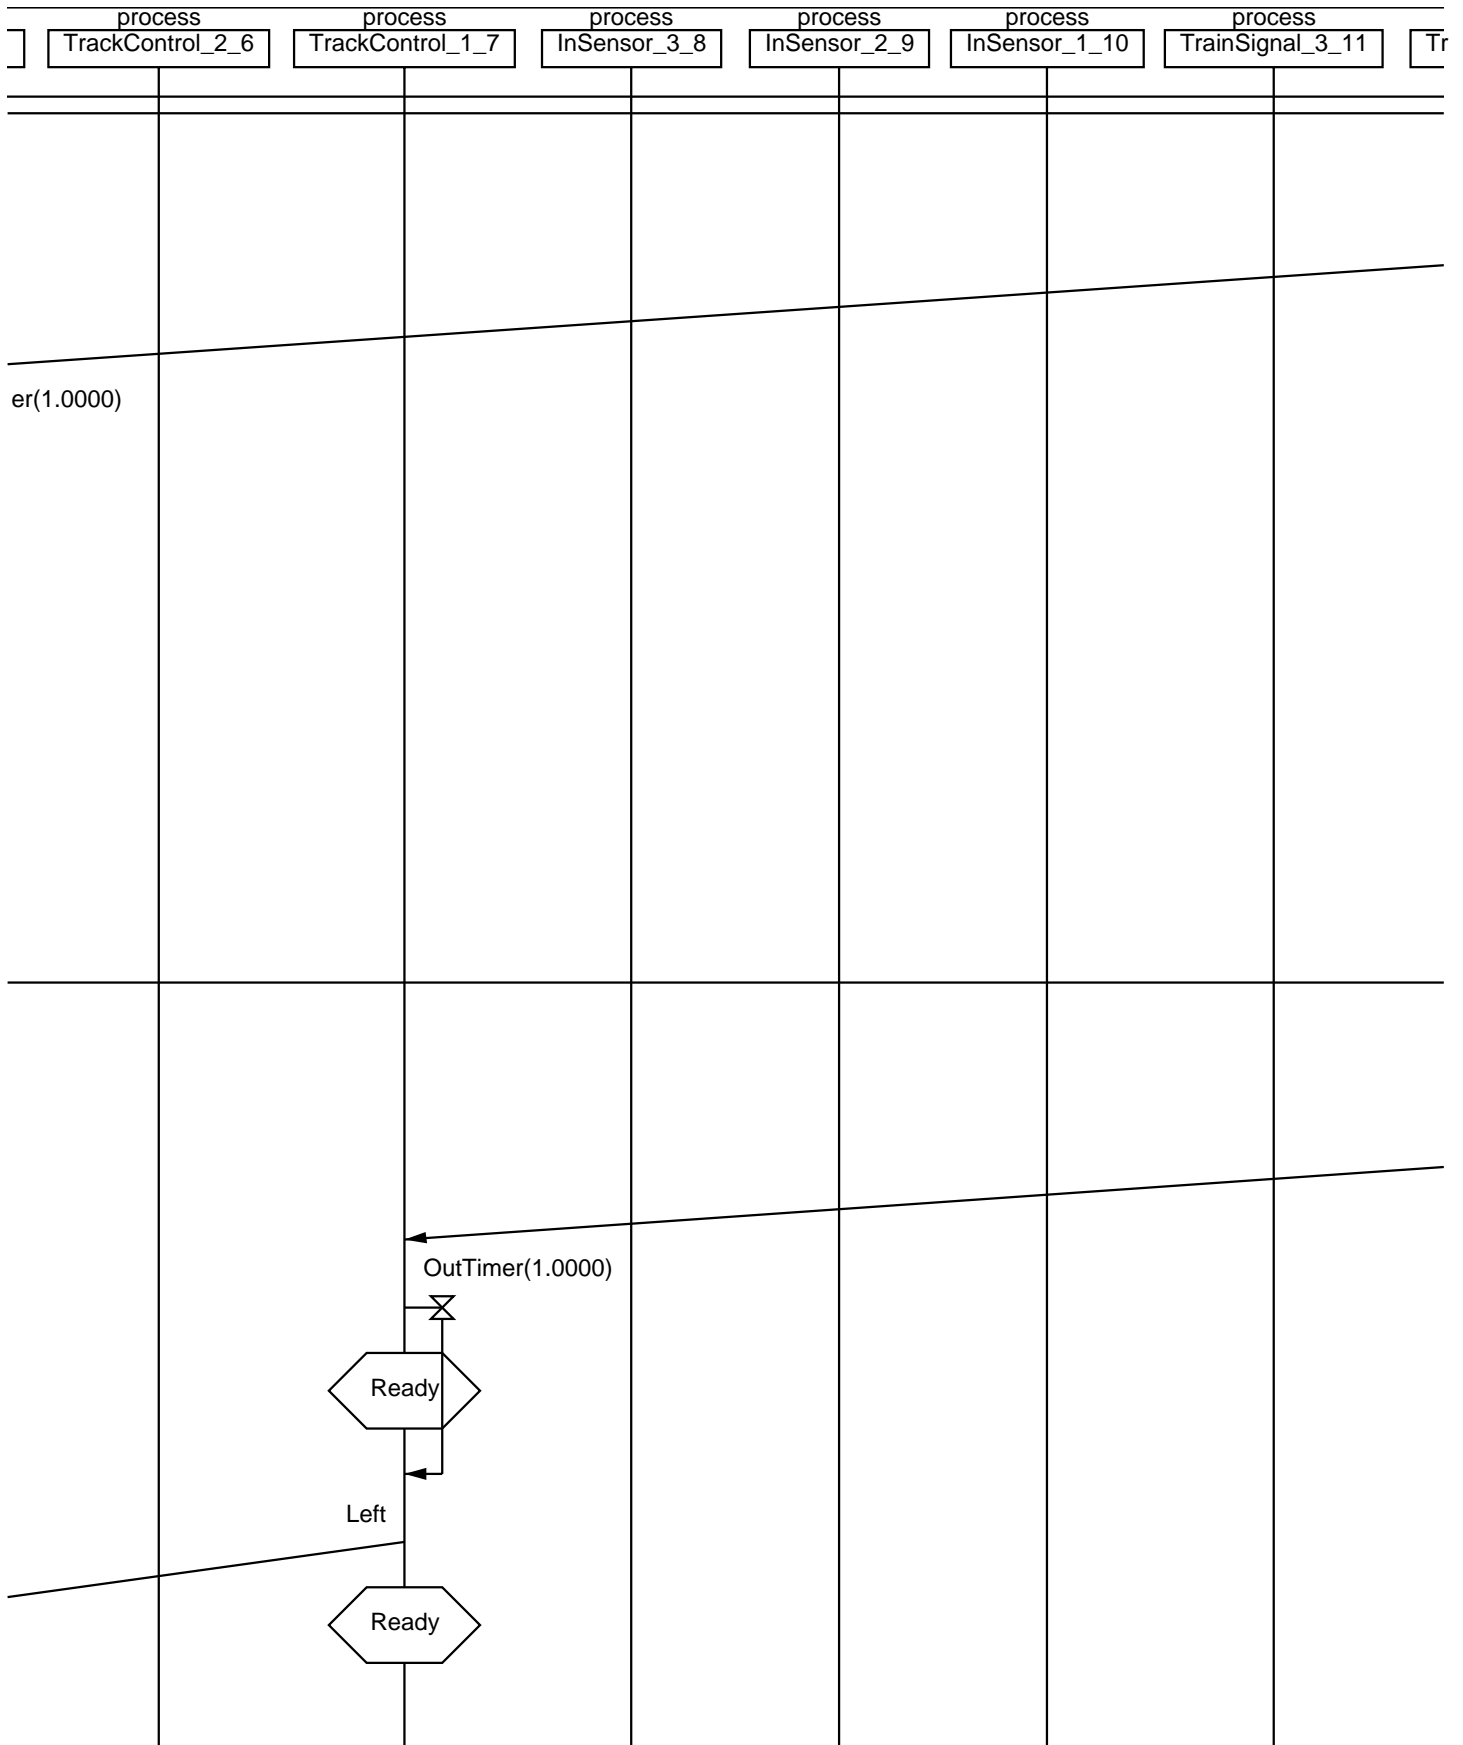 process process process process process process
TrackControl_2_6 TrackControl_1_7 InSensor_3_8 InSensor_2_9 InSensor_1_10 TrainSignal_3_11 Tr
er(1.0000)
OutTimer(1.0000)
Ready
Left
Ready